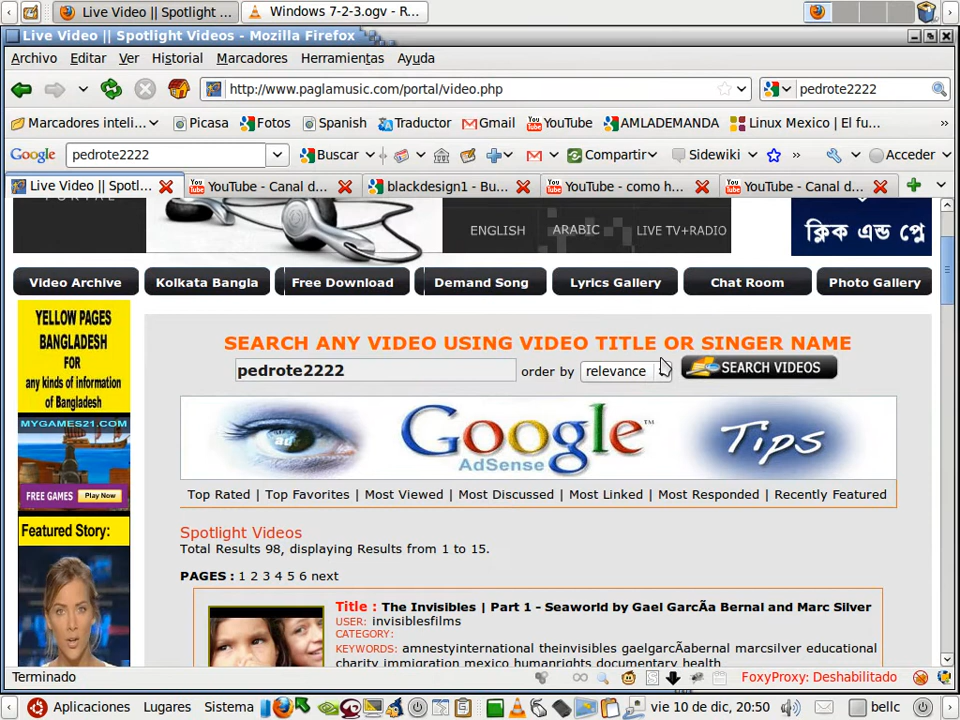 Live Video || Spotlight ...
Windows 7-2-3.ogv - R...
Live Video || Spotlight Videos - Mozilla Firefox
Archivo Editar Ver Historial Marcadores Herramientas Ayuda
http://www.paglamusic.com/portal/video.php
pedrote2222
Marcadores inteli... Picasa Fotos Spanish Traductor Gmail YouTube AMLADEMANDA Linux Mexico | El fu... »
Google pedrote2222 Buscar Compartir Sidewiki » Acceder
Live Video || Spotl... YouTube - Canal d... blackdesign1 - Bu... YouTube - como h... YouTube - Canal d...
PORTAL
ENGLISH ARABIC LIVE TV+RADIO
ক্লিক এন্ড প্লে
Video Archive Kolkata Bangla Free Download Demand Song Lyrics Gallery Chat Room Photo Gallery
YELLOW PAGES
BANGLADESH
FOR
any kinds of information
of Bangladesh
MYGAMES21.COM
FREE GAMES Play Now
Featured Story:
SEARCH ANY VIDEO USING VIDEO TITLE OR SINGER NAME
pedrote2222 order by relevance SEARCH VIDEOS
ad Google™ Tips
AdSense
Top Rated | Top Favorites | Most Viewed | Most Discussed | Most Linked | Most Responded | Recently Featured
Spotlight Videos
Total Results 98, displaying Results from 1 to 15.
PAGES : 1 2 3 4 5 6 next
Title : The Invisibles | Part 1 - Seaworld by Gael GarcÃa Bernal and Marc Silver
USER: invisiblesfilms
CATEGORY:
KEYWORDS: amnestyinternational theinvisibles gaelgarcÃabernal marcsilver educational
charity immigration mexico humanrights documentary health
Terminado FoxyProxy: Deshabilitado
Aplicaciones Lugares Sistema vie 10 de dic, 20:50 bellc